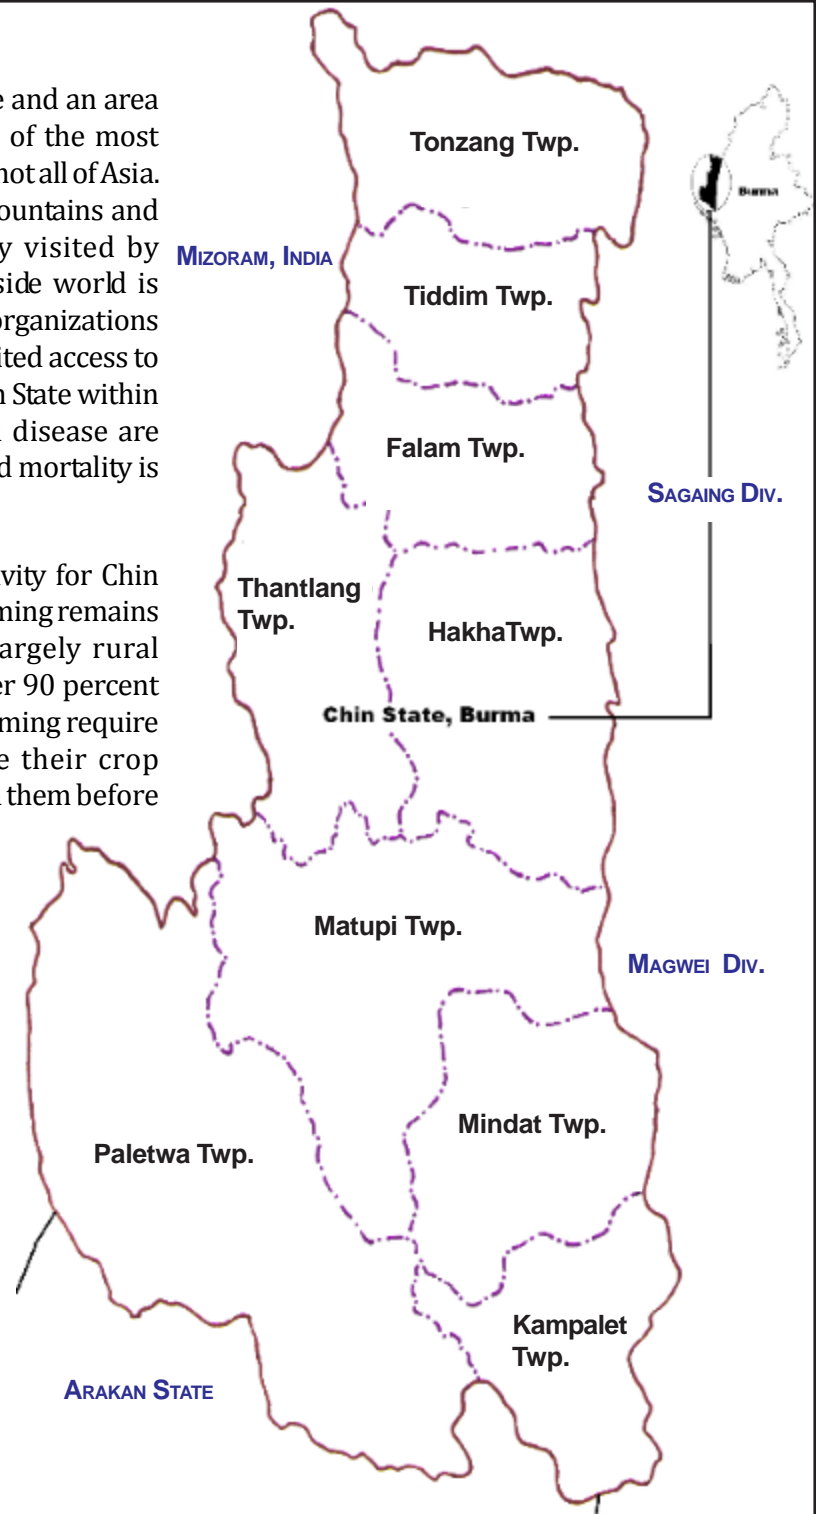 e and an area
of the most
not all of Asia.
ountains and
y visited by
side world is
organizations
ited access to
n State within
disease are
d mortality is
ivity for Chin
ming remains
argely rural
er 90 percent
ming require
e their crop
them before
Tonzang Twp.
Burma
MIZORAM, INDIA
Tiddim Twp.
Falam Twp.
SAGAING DIV.
Thantlang
Twp.
HakhaTwp.
Chin State, Burma
Matupi Twp.
MAGWEI DIV.
Mindat Twp.
Paletwa Twp.
Kampalet
Twp.
ARAKAN STATE